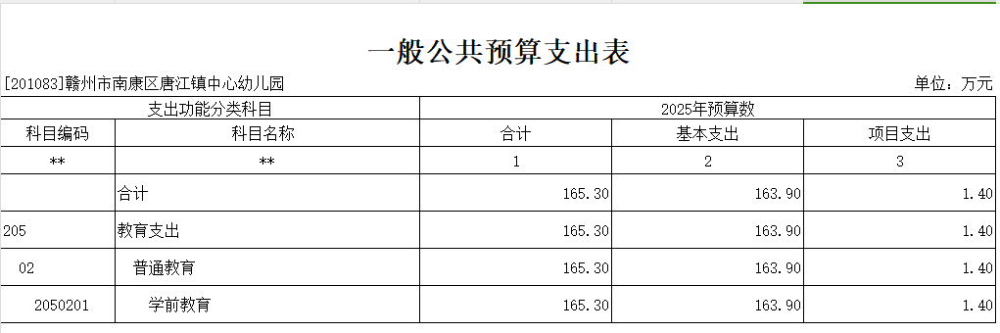 一般公共预算支出表
[201083]赣州市南康区唐江镇中心幼儿园 单位：万元
支出功能分类科目 2025年预算数
科目编码 科目名称 合计 基本支出 项目支出
** ** 1 2 3
合计 165.30 163.90 1.40
205 教育支出 165.30 163.90 1.40
02 普通教育 165.30 163.90 1.40
2050201 学前教育 165.30 163.90 1.40